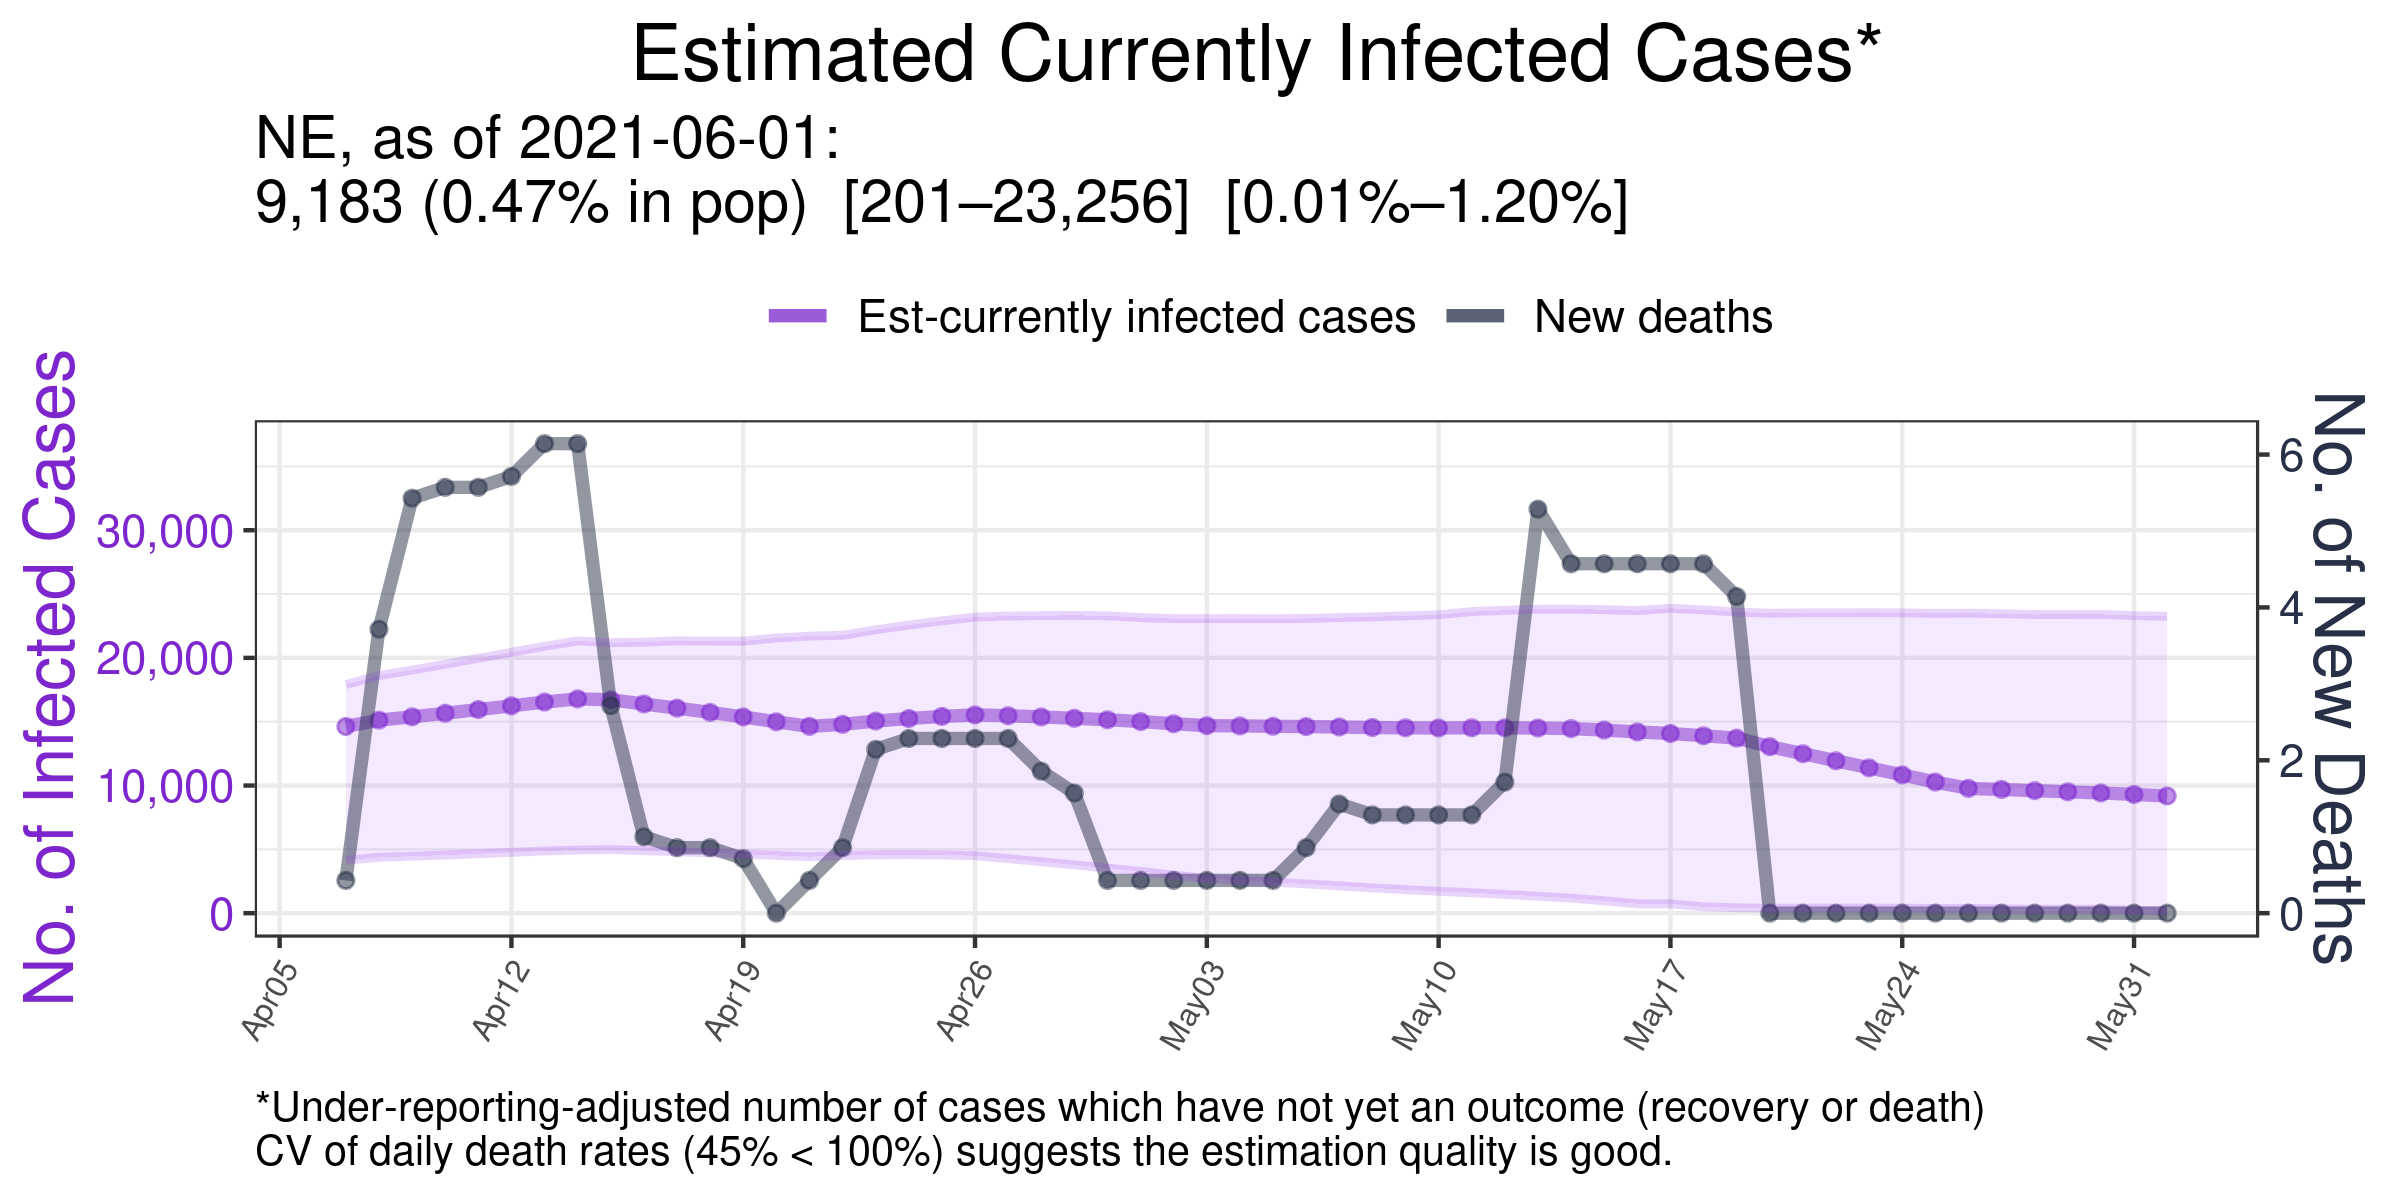 Estimated Currently Infected Cases*
NE, as of 2021-06-01:
9,183 (0.47% in pop) [201–23,256] [0.01%–1.20%]
Est-currently infected cases
New deaths
No. of Infected Cases
30,000
20,000
10,000
0
6
4
2
0
No. of New Deaths
Apr05
Apr12
Apr19
Apr26
May03
May10
May17
May24
May31
*Under-reporting-adjusted number of cases which have not yet an outcome (recovery or death)
CV of daily death rates (45% < 100%) suggests the estimation quality is good.